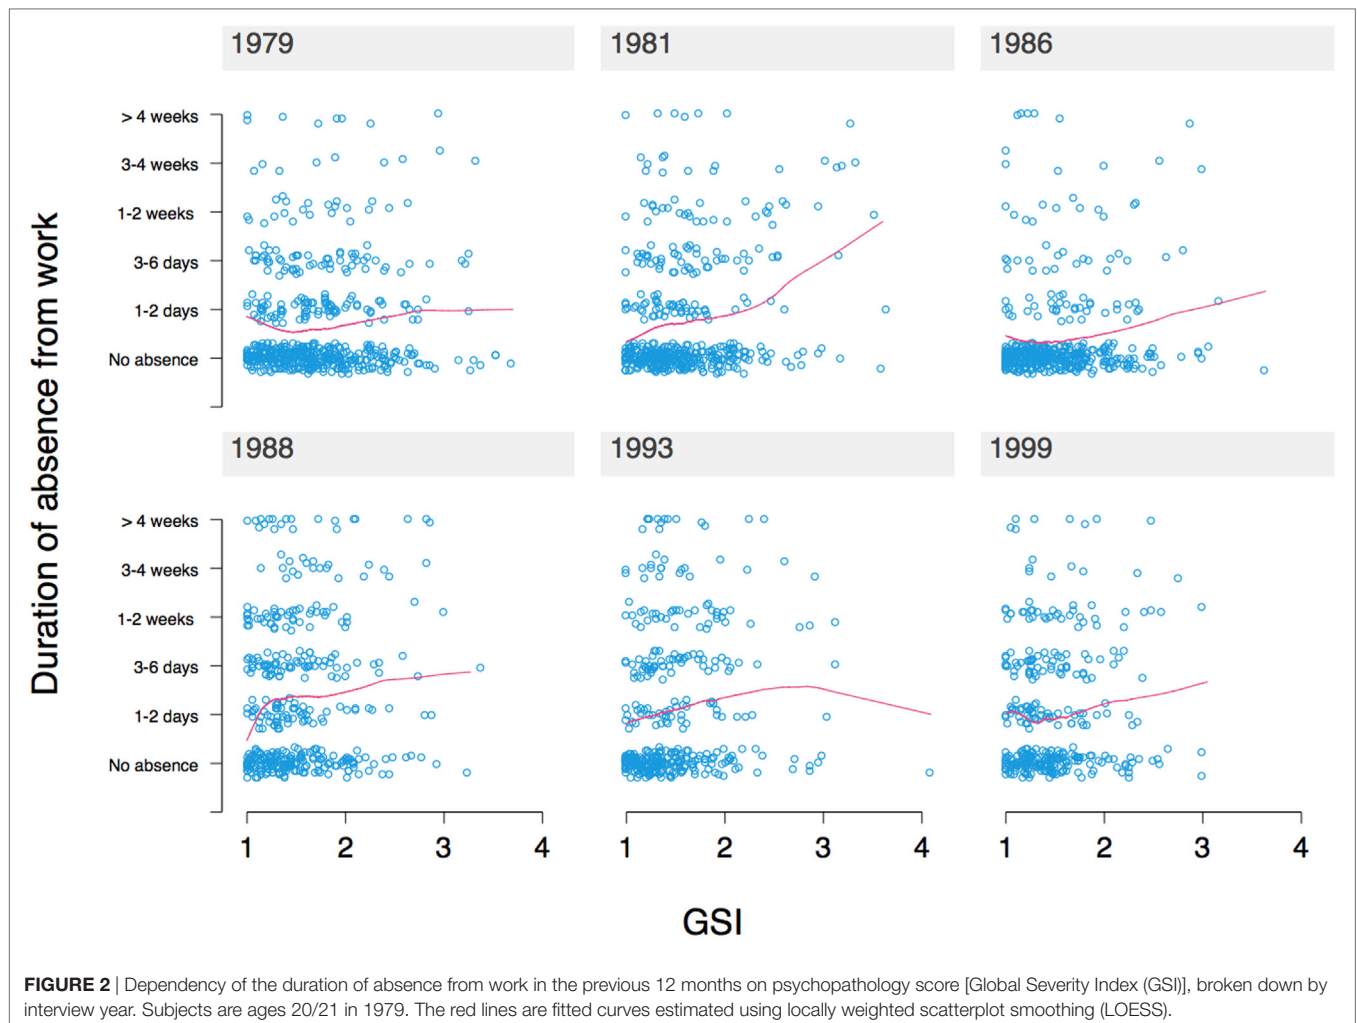 1979
1981
1986
> 4 weeks
3-4 weeks
1-2 weeks
3-6 days
1-2 days
No absence
1988
1993
1999
> 4 weeks
3-4 weeks
1-2 weeks
3-6 days
1-2 days
No absence
Duration of absence from work
1 2 3 4
1 2 3 4
1 2 3 4
GSI
FIGURE 2 | Dependency of the duration of absence from work in the previous 12 months on psychopathology score [Global Severity Index (GSI)], broken down by
interview year. Subjects are ages 20/21 in 1979. The red lines are fitted curves estimated using locally weighted scatterplot smoothing (LOESS).